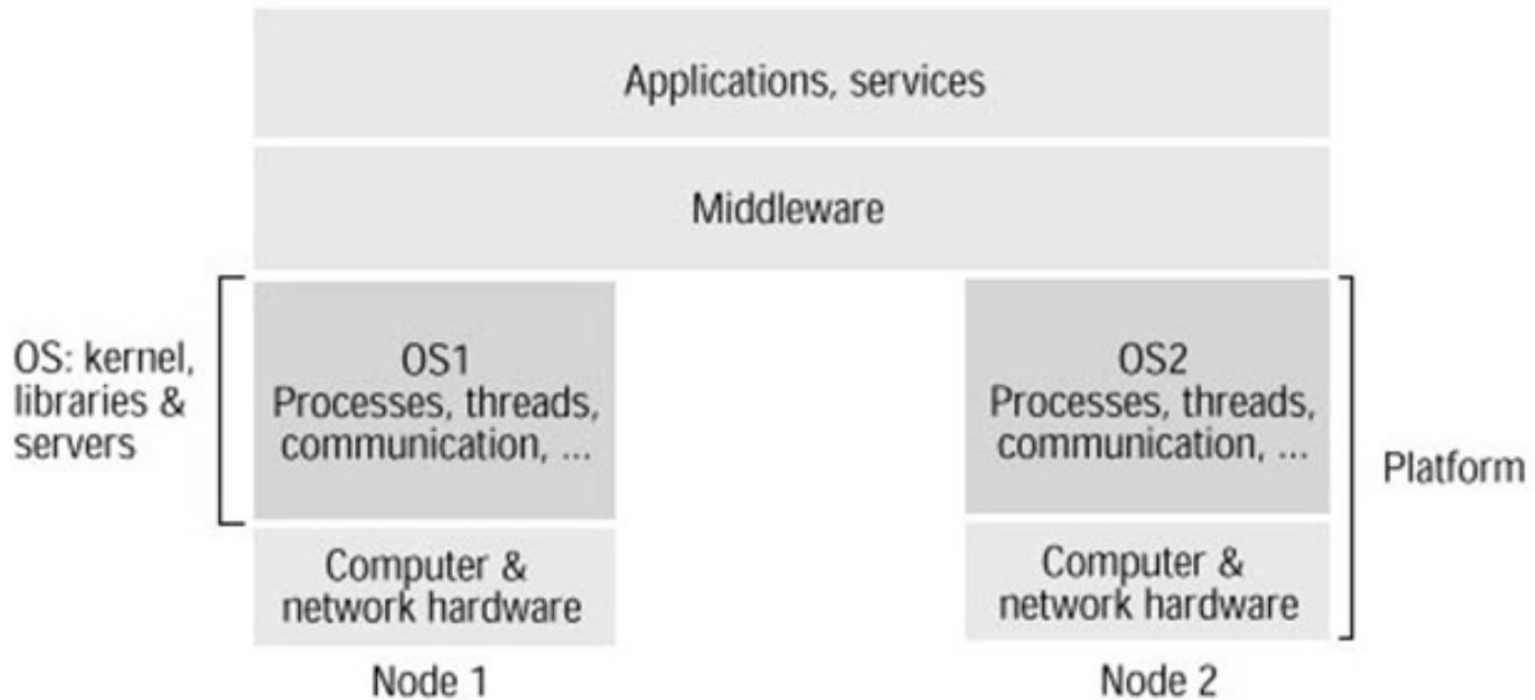 Applications, services
Middleware
OS: kernel,
libraries &
servers
OS1
Processes, threads,
communication, ...
OS2
Processes, threads,
communication, ...
Platform
Computer &
network hardware
Computer &
network hardware
Node 1
Node 2